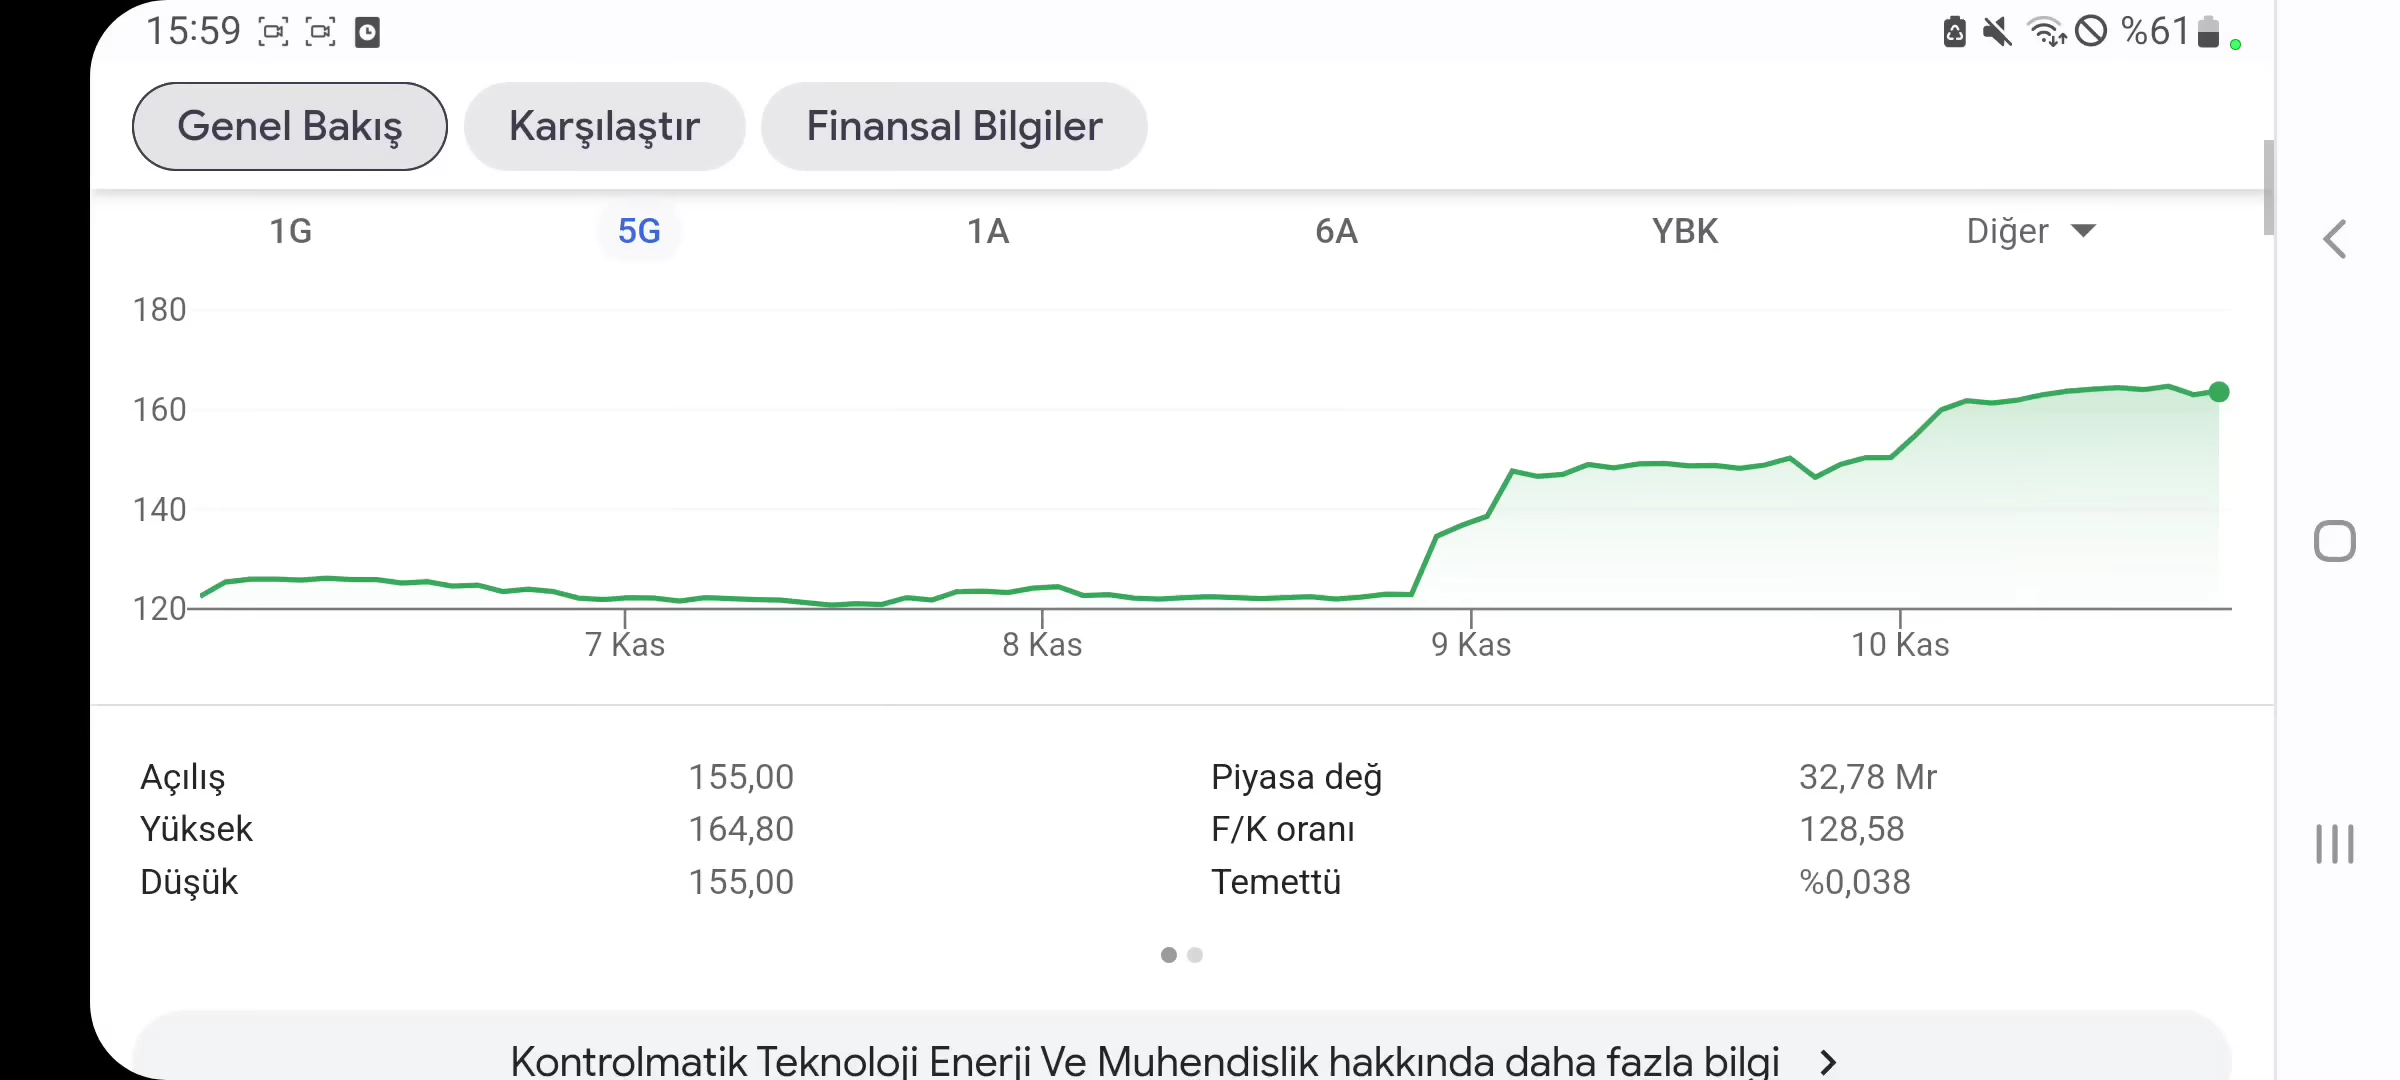 15:59 %61
Genel Bakış Karşılaştır Finansal Bilgiler
1G 5G 1A 6A YBK Diğer
180
160
140
120
7 Kas 8 Kas 9 Kas 10 Kas
Açılış 155,00 Piyasa değ 32,78 Mr
Yüksek 164,80 F/K oranı 128,58
Düşük 155,00 Temettü %0,038
Kontrolmatik Teknoloji Enerji Ve Muhendislik hakkında daha fazla bilgi